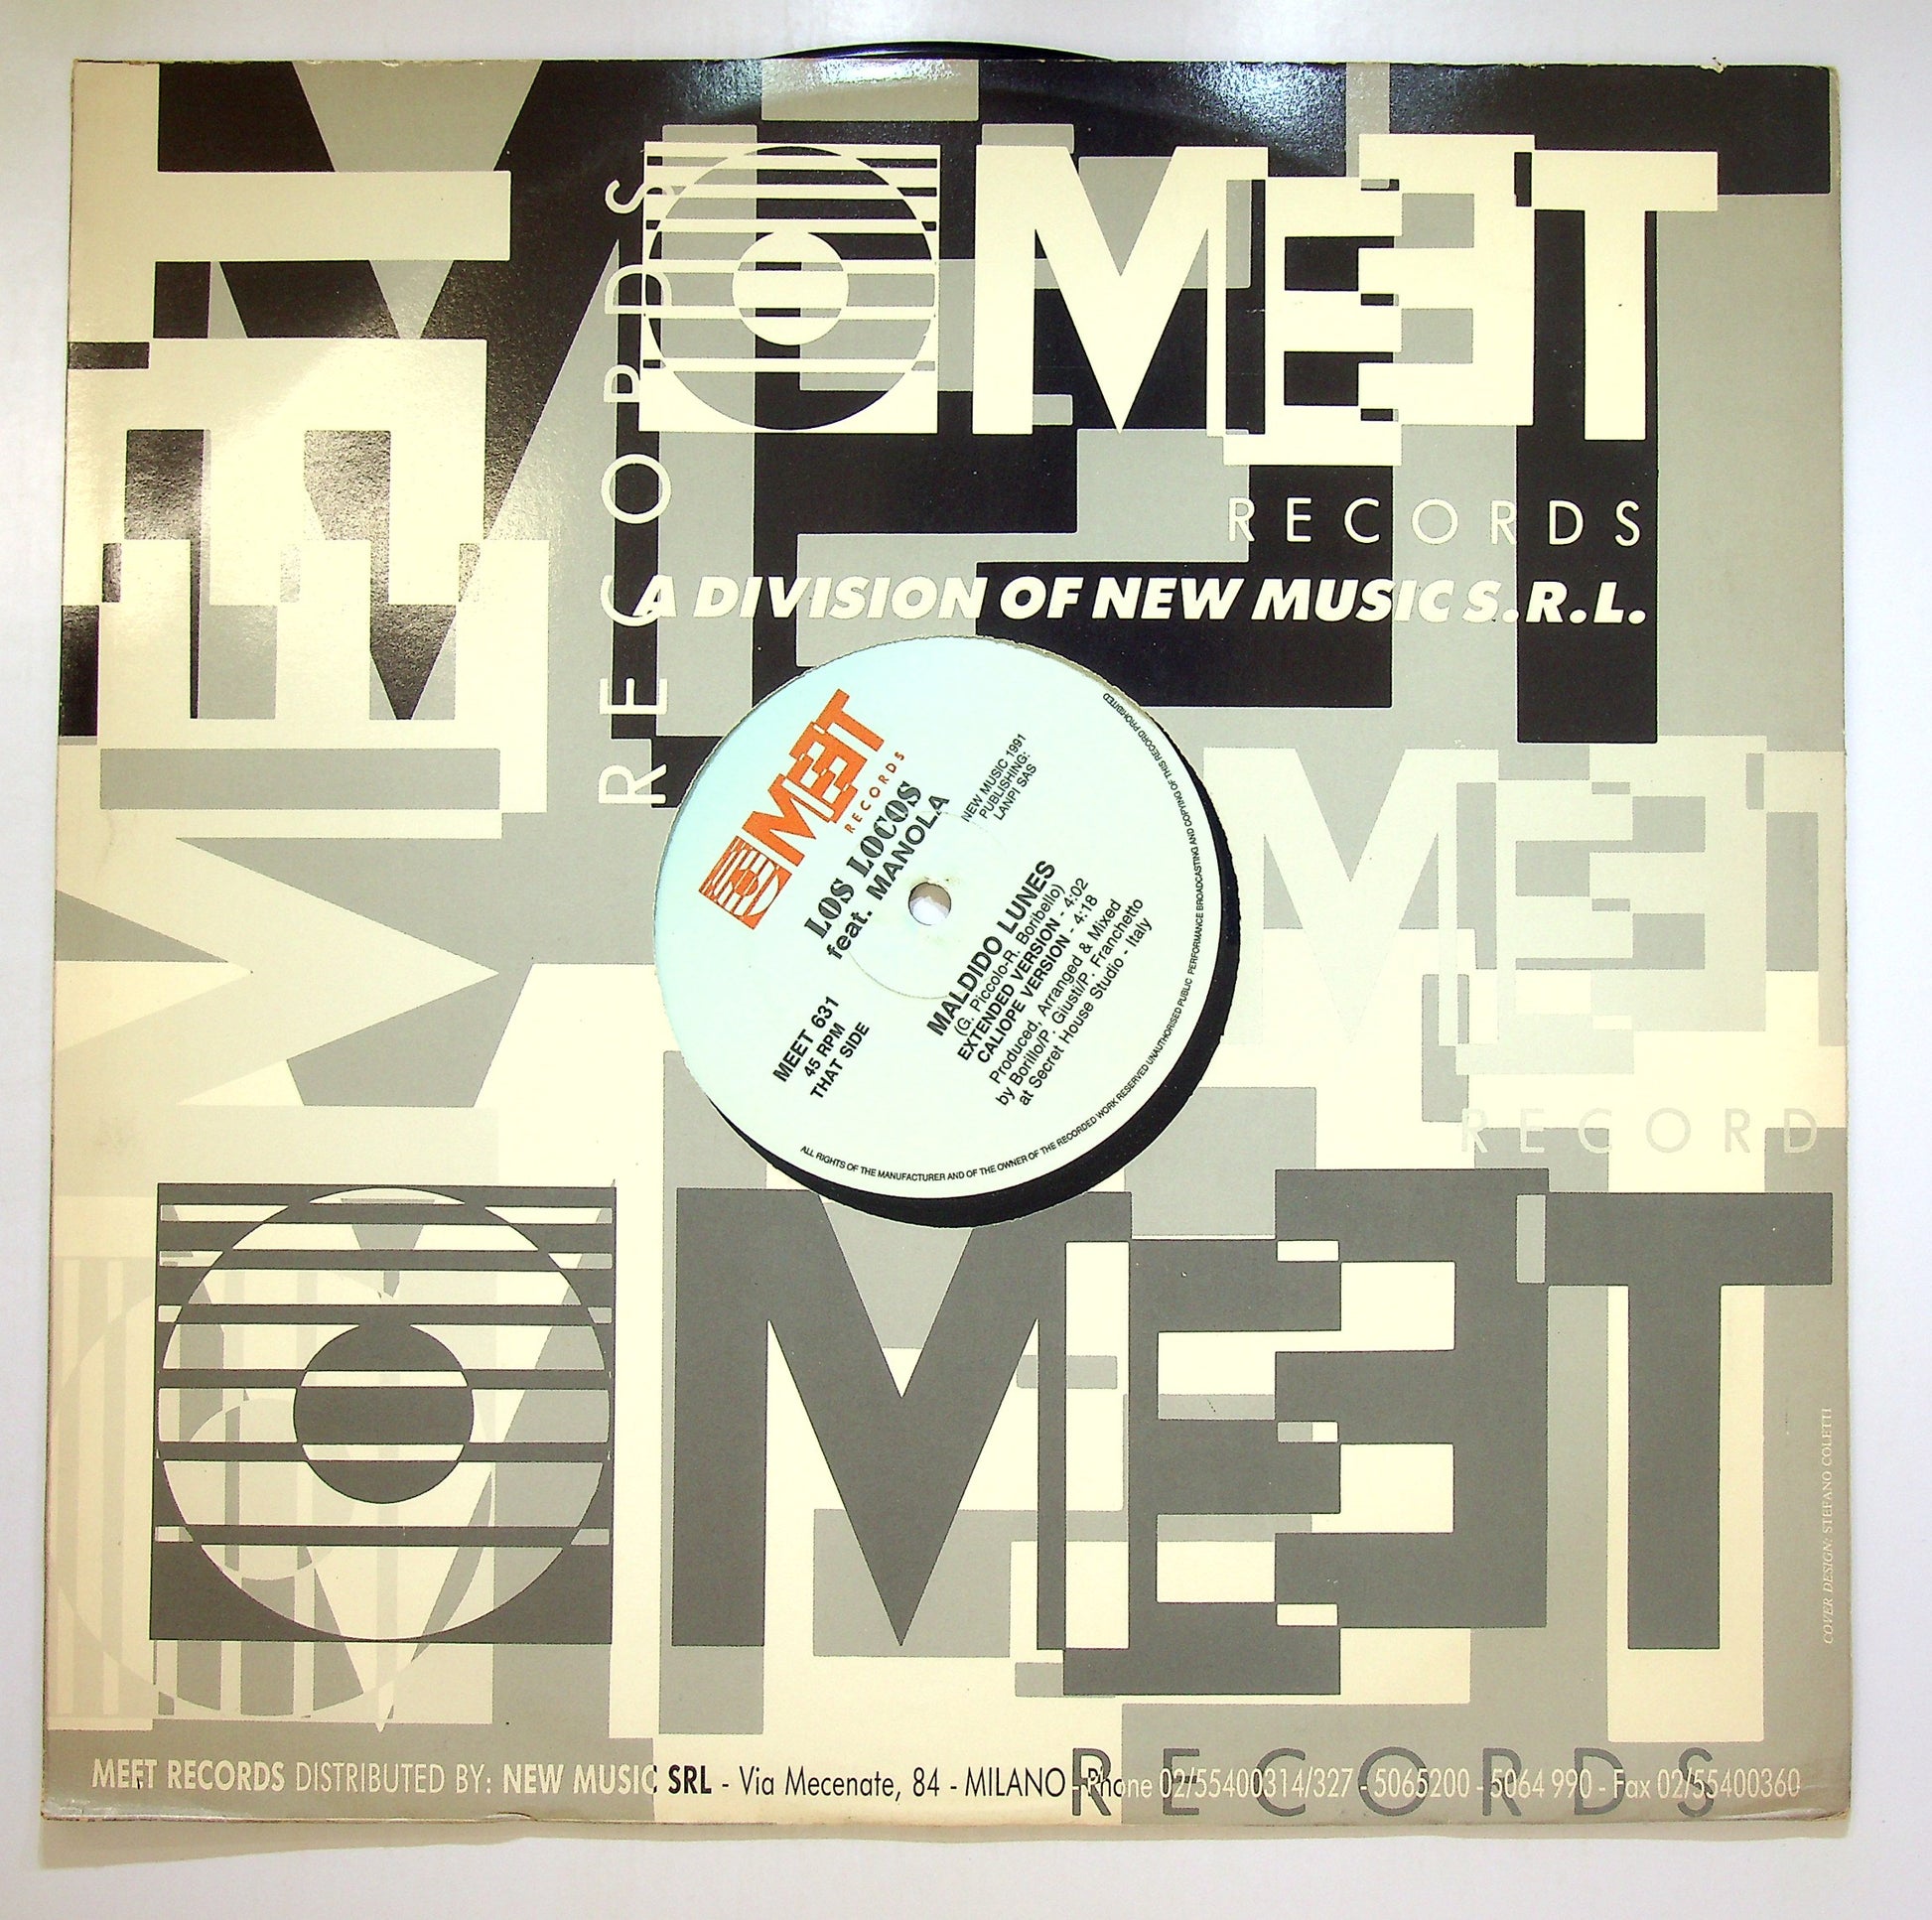 MEET
RECORDS
RECORDS
A DIVISION OF NEW MUSIC S.R.L.
MEET
RECORDS
MEET
RECORDS
LOS LOCOS
feat. MANOLA
NEW MUSIC 1991
PUBLISHING:
LANPI SAS
MEET 631
45 RPM
THAT SIDE
MALDIDO LUNES
(G. Piccolo-R. Boribello)
EXTENDED VERSION - 4:02
CALIOPE VERSION - 4:18
Produced, Arranged & Mixed
by Borillo/P. Giusti/P. Franchetto
at Secret House Studio - Italy
ALL RIGHTS OF THE MANUFACTURER AND OF THE OWNER OF THE RECORDED WORK RESERVED UNAUTHORISED PUBLIC PERFORMANCE BROADCASTING AND COPYING OF THIS RECORD PROHIBITED
MEET
RECORD
MEET
RECORDS
MEET RECORDS DISTRIBUTED BY: NEW MUSIC SRL - Via Mecenate, 84 - MILANO - Phone 02/55400314/327 - 5065200 - 5064 990 - Fax 02/55400360
COVER DESIGN: STEFANO COLETTI